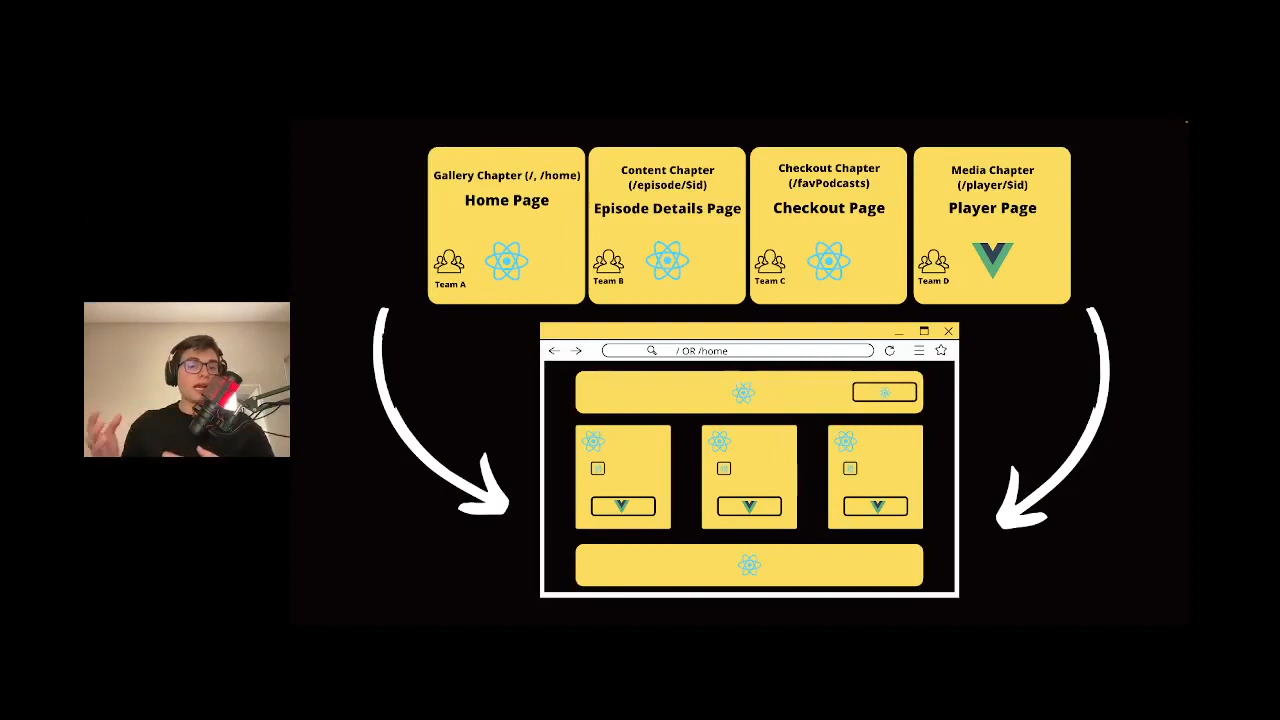 Gallery Chapter (/, /home)
Home Page
Team A
Content Chapter
(/episode/$id)
Episode Details Page
Team B
Checkout Chapter
(/favPodcasts)
Checkout Page
Team C
Media Chapter
(/player/$id)
Player Page
Team D
/ OR /home